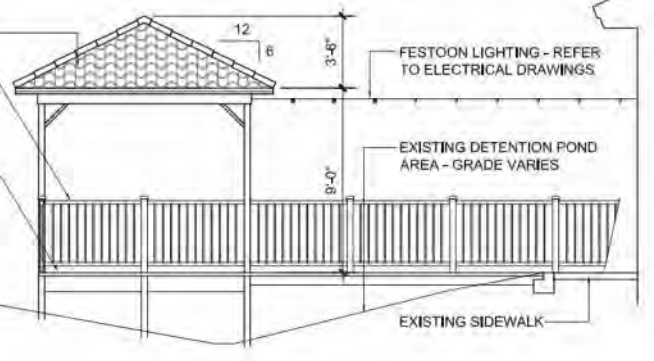 12
6
3'-6"
FESTOON LIGHTING - REFER
TO ELECTRICAL DRAWINGS
EXISTING DETENTION POND
AREA - GRADE VARIES
9'-0"
EXISTING SIDEWALK